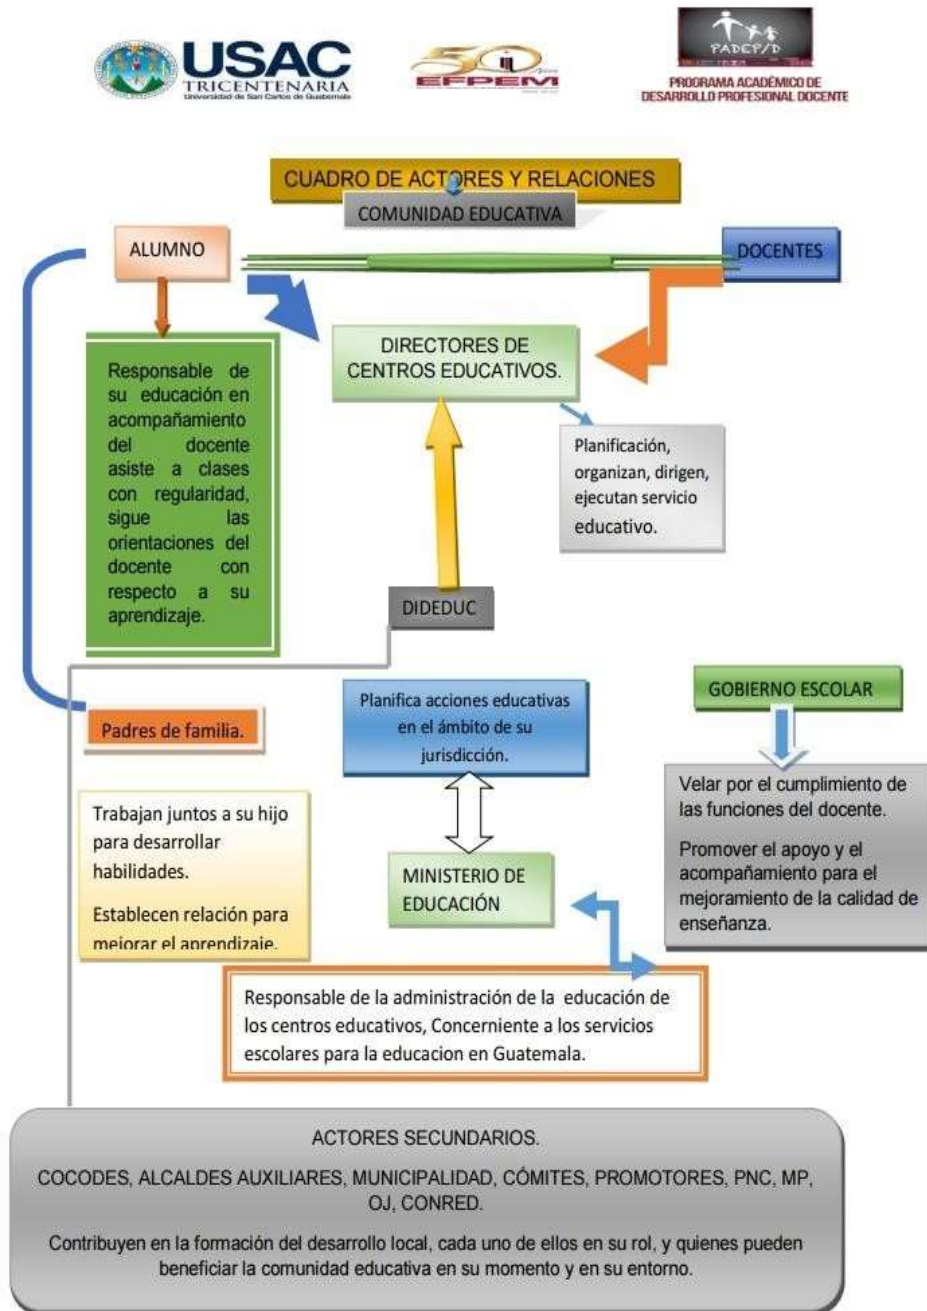 USAC
TRICENTENARIA
Universidad de San Carlos de Guatemala
50 Años
EFPEM
PADEP/D
PROGRAMA ACADÉMICO DE
DESARROLLO PROFESIONAL DOCENTE
CUADRO DE ACTORES Y RELACIONES
COMUNIDAD EDUCATIVA
ALUMNO
DOCENTES
DIRECTORES DE
CENTROS EDUCATIVOS.
Responsable de
su educación en
acompañamiento
del docente
asiste a clases
con regularidad,
sigue las
orientaciones del
docente con
respecto a su
aprendizaje.
Planificación,
organizan, dirigen,
ejecutan servicio
educativo.
DIDEDUC
Padres de familia.
Planifica acciones educativas
en el ámbito de su
jurisdicción.
GOBIERNO ESCOLAR
Trabajan juntos a su hijo
para desarrollar
habilidades.
Establecen relación para
mejorar el aprendizaje.
MINISTERIO DE
EDUCACIÓN
Velar por el cumplimiento de
las funciones del docente.
Promover el apoyo y el
acompañamiento para el
mejoramiento de la calidad de
enseñanza.
Responsable de la administración de la educación de
los centros educativos, Concerniente a los servicios
escolares para la educacion en Guatemala.
ACTORES SECUNDARIOS.
COCODES, ALCALDES AUXILIARES, MUNICIPALIDAD, CÓMITES, PROMOTORES, PNC, MP,
OJ, CONRED.
Contribuyen en la formación del desarrollo local, cada uno de ellos en su rol, y quienes pueden
beneficiar la comunidad educativa en su momento y en su entorno.